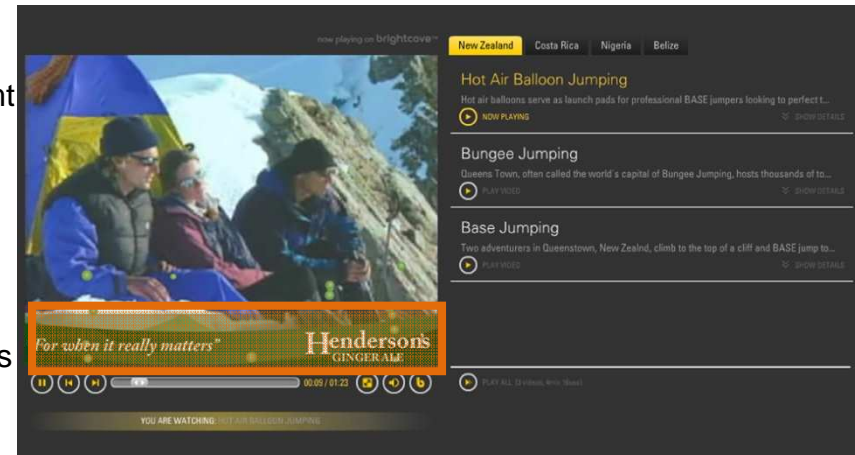 nt
s
now playing on brightcove™
New Zealand Costa Rica Nigeria Belize
Hot Air Balloon Jumping
Hot air balloons serve as launch pads for professional BASE jumpers looking to perfect t...
NOW PLAYING SHOW DETAILS
Bungee Jumping
Queens Town, often called the world's capital of Bungee Jumping, hosts thousands of to...
PLAY VIDEO SHOW DETAILS
Base Jumping
Two adventurers in Queenstown, New Zealnd, climb to the top of a cliff and BASE jump to...
PLAY VIDEO SHOW DETAILS
For when it really matters"
Henderson's
GINGER ALE
00:09 / 01:23
PLAY ALL
YOU ARE WATCHING: HOT AIR BALLOON JUMPING